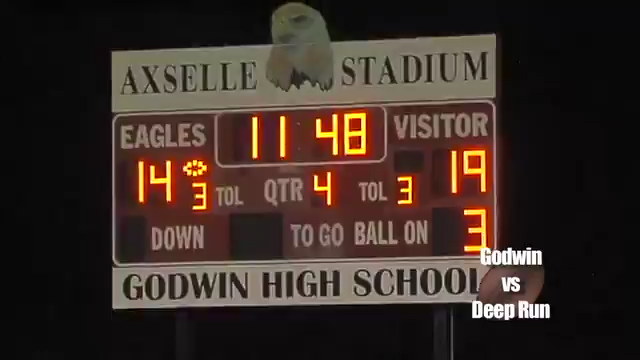 AXSELLE STADIUM
EAGLES 11 48 VISITOR
14 3 TOL QTR 4 TOL 3 19
DOWN TO GO BALL ON 3
GODWIN HIGH SCHOOL
Godwin
vs
Deep Run